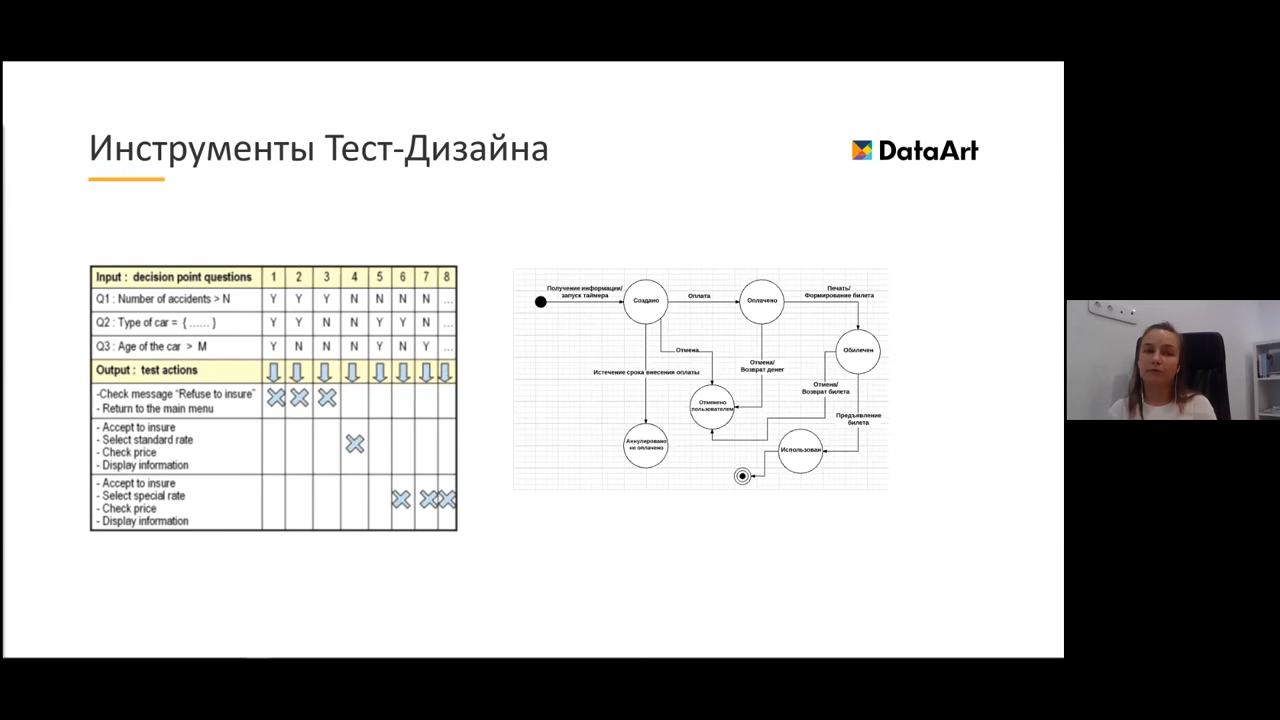 Инструменты Тест-Дизайна
DataArt
Input : decision point questions 1 2 3 4 5 6 7 8
Q1 : Number of accidents > N Y Y Y N N N N ...
Q2 : Type of car = { ...... } Y Y N N Y Y N ...
Q3 : Age of the car > M Y N N N Y N Y ...
Output : test actions
-Check message “Refuse to insure”
- Return to the main menu
- Accept to insure
- Select standard rate
- Check price
- Display information
- Accept to insure
- Select special rate
- Check price
- Display information
Получение информации/
запуск таймера
Создано
Оплата
Оплачено
Печать/
Формирование билета
Обилечен
Отмена
Истечение срока внесения оплаты
Отмена/
Возврат денег
Отмена/
Возврат билета
Отменено
пользователем
Предъявление
билета
Аннулировано
не оплачено
Использован